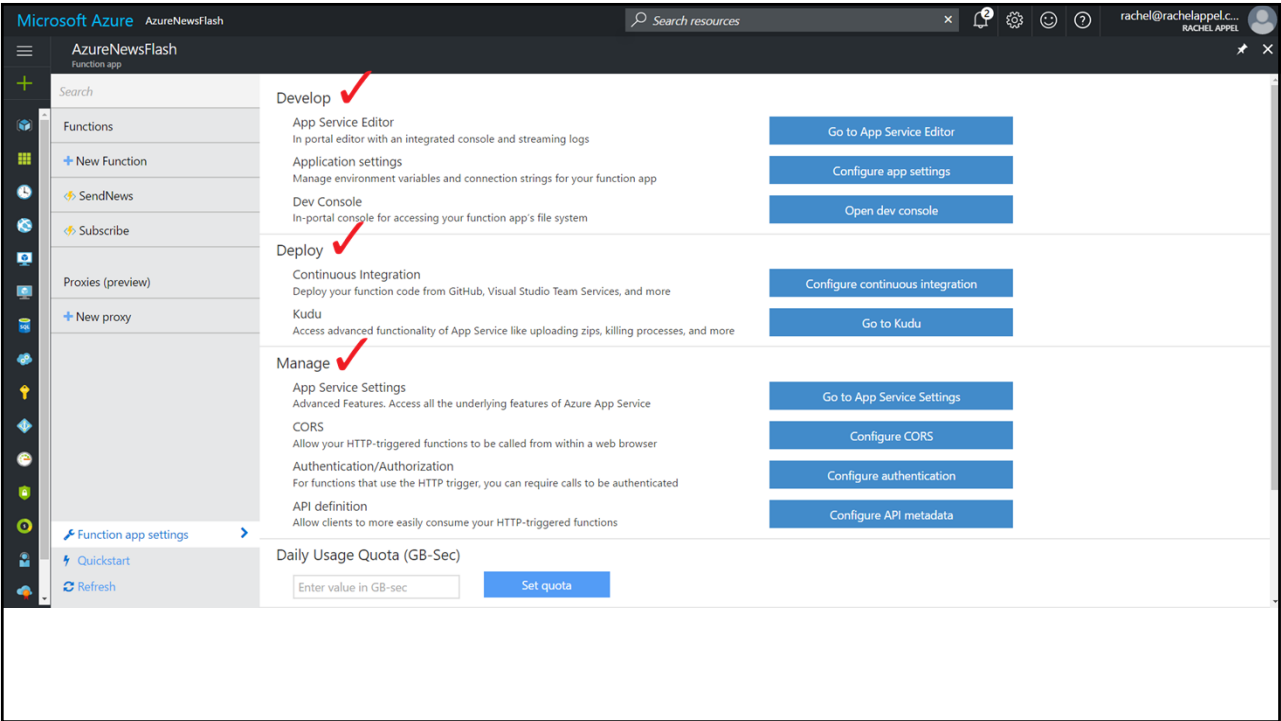 Microsoft Azure AzureNewsFlash
Search resources
2
rachel@rachelappel.c...
RACHEL APPEL
AzureNewsFlash
Function app
Search
Functions
New Function
SendNews
Subscribe
Proxies (preview)
New proxy
Function app settings
Quickstart
Refresh
Develop
App Service Editor
In portal editor with an integrated console and streaming logs
Go to App Service Editor
Application settings
Manage environment variables and connection strings for your function app
Configure app settings
Dev Console
In-portal console for accessing your function app's file system
Open dev console
Deploy
Continuous Integration
Deploy your function code from GitHub, Visual Studio Team Services, and more
Configure continuous integration
Kudu
Access advanced functionality of App Service like uploading zips, killing processes, and more
Go to Kudu
Manage
App Service Settings
Advanced Features. Access all the underlying features of Azure App Service
Go to App Service Settings
CORS
Allow your HTTP-triggered functions to be called from within a web browser
Configure CORS
Authentication/Authorization
For functions that use the HTTP trigger, you can require calls to be authenticated
Configure authentication
API definition
Allow clients to more easily consume your HTTP-triggered functions
Configure API metadata
Daily Usage Quota (GB-Sec)
Enter value in GB-sec
Set quota